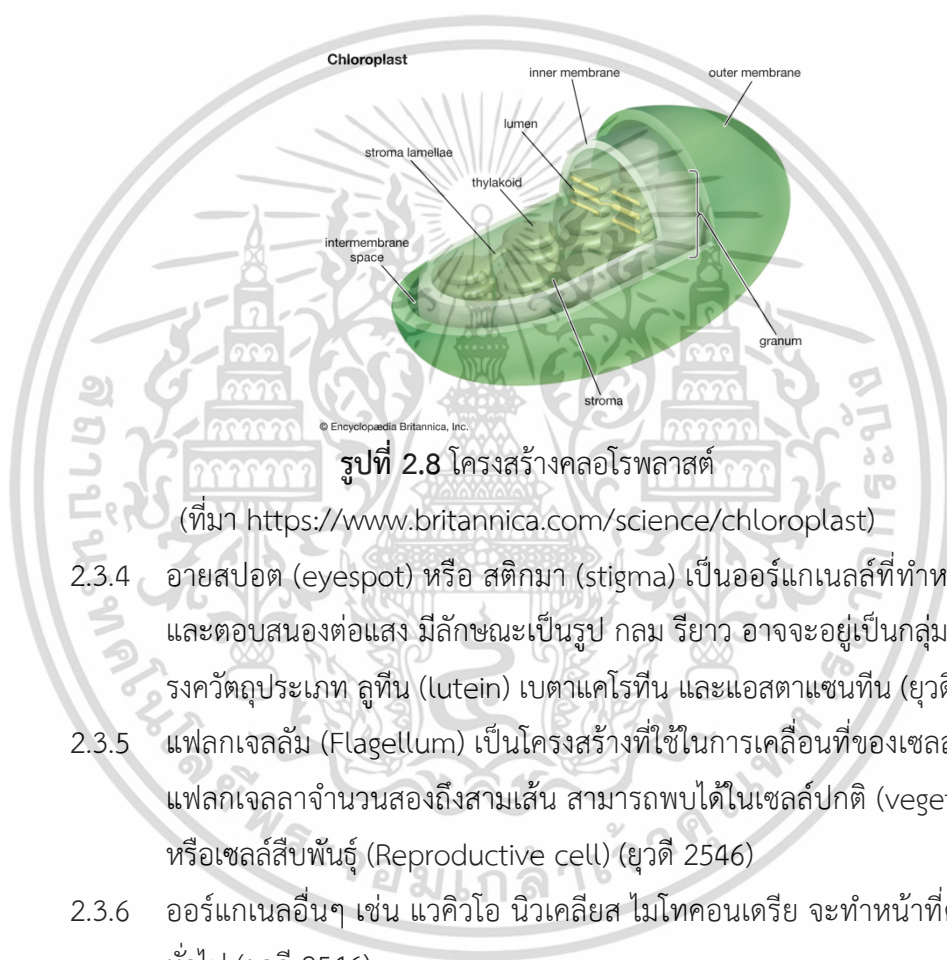 Chloroplast
inner membrane
outer membrane
lumen
stroma lamellae
thylakoid
intermembrane
space
granum
stroma
© Encyclopædia Britannica, Inc.
รูปที่ 2.8 โครงสร้างคลอโรพลาสต์
(ที่มา https://www.britannica.com/science/chloroplast)
2.3.4 อายสปอต (eyespot) หรือ สติกมา (stigma) เป็นออร์แกเนลล์ที่ทำห
และตอบสนองต่อแสง มีลักษณะเป็นรูป กลม รียาว อาจจะอยู่เป็นกลุ่ม
รงควัตถุประเภท ลูทีน (lutein) เบตาแคโรทีน และแอสตาแซนทีน (ยุวดี
2.3.5 แฟลกเจลลัม (Flagellum) เป็นโครงสร้างที่ใช้ในการเคลื่อนที่ของเซลล
แฟลกเจลลาจำนวนสองถึงสามเส้น สามารถพบได้ในเซลล์ปกติ (veget
หรือเซลล์สืบพันธุ์ (Reproductive cell) (ยุวดี 2546)
2.3.6 ออร์แกเนลอื่นๆ เช่น แวคิวโอ นิวเคลียส ไมโทคอนเดรีย จะทำหน้าที่